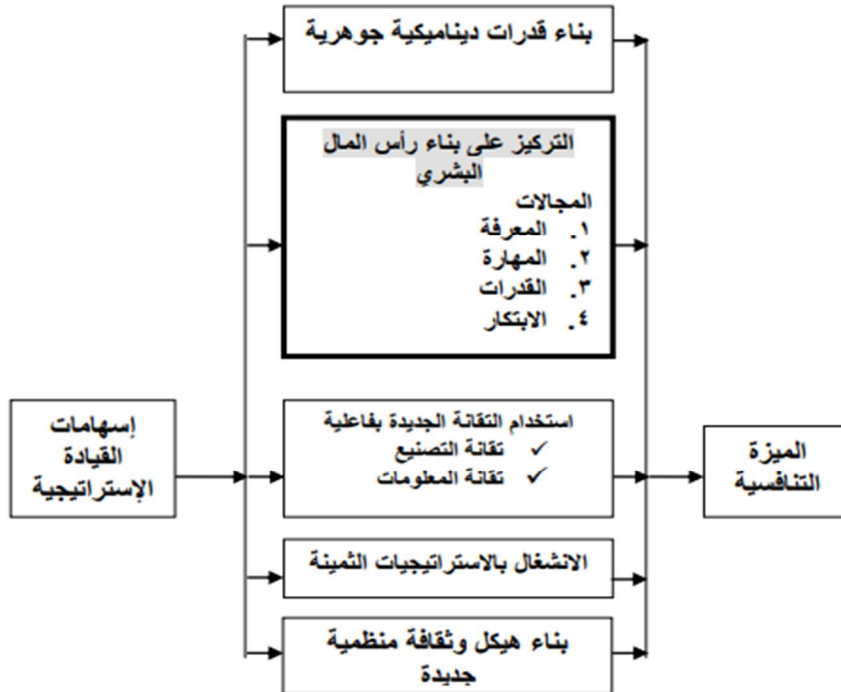 بناء قدرات ديناميكية جوهرية
التركيز على بناء رأس المال
البشري
المجالات
١. المعرفة
٢. المهارة
٣. القدرات
٤. الابتكار
إسهامات
القيادة
الإستراتيجية
استخدام التقانة الجديدة بفاعلية
✓ تقانة التصنيع
✓ تقانة المعلومات
الميزة
التنافسية
الانشغال بالاستراتيجيات الثمينة
بناء هيكل وثقافة منظمية
جديدة